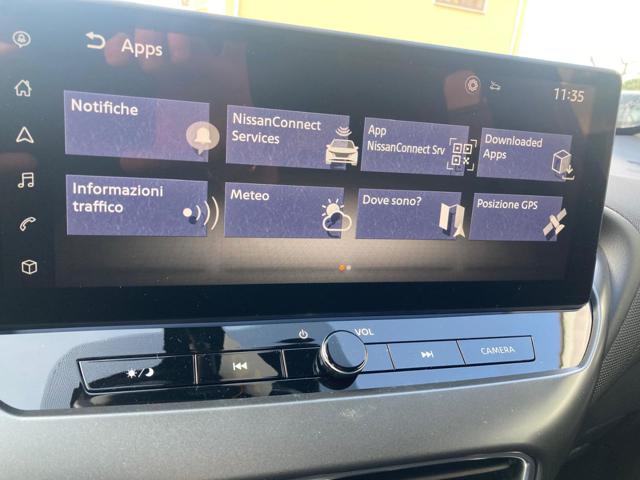 Apps
11:35
Notifiche
NissanConnect
Services
App
NissanConnect Srv
Downloaded
Apps
Informazioni
traffico
Meteo
Dove sono?
Posizione GPS
VOL
CAMERA